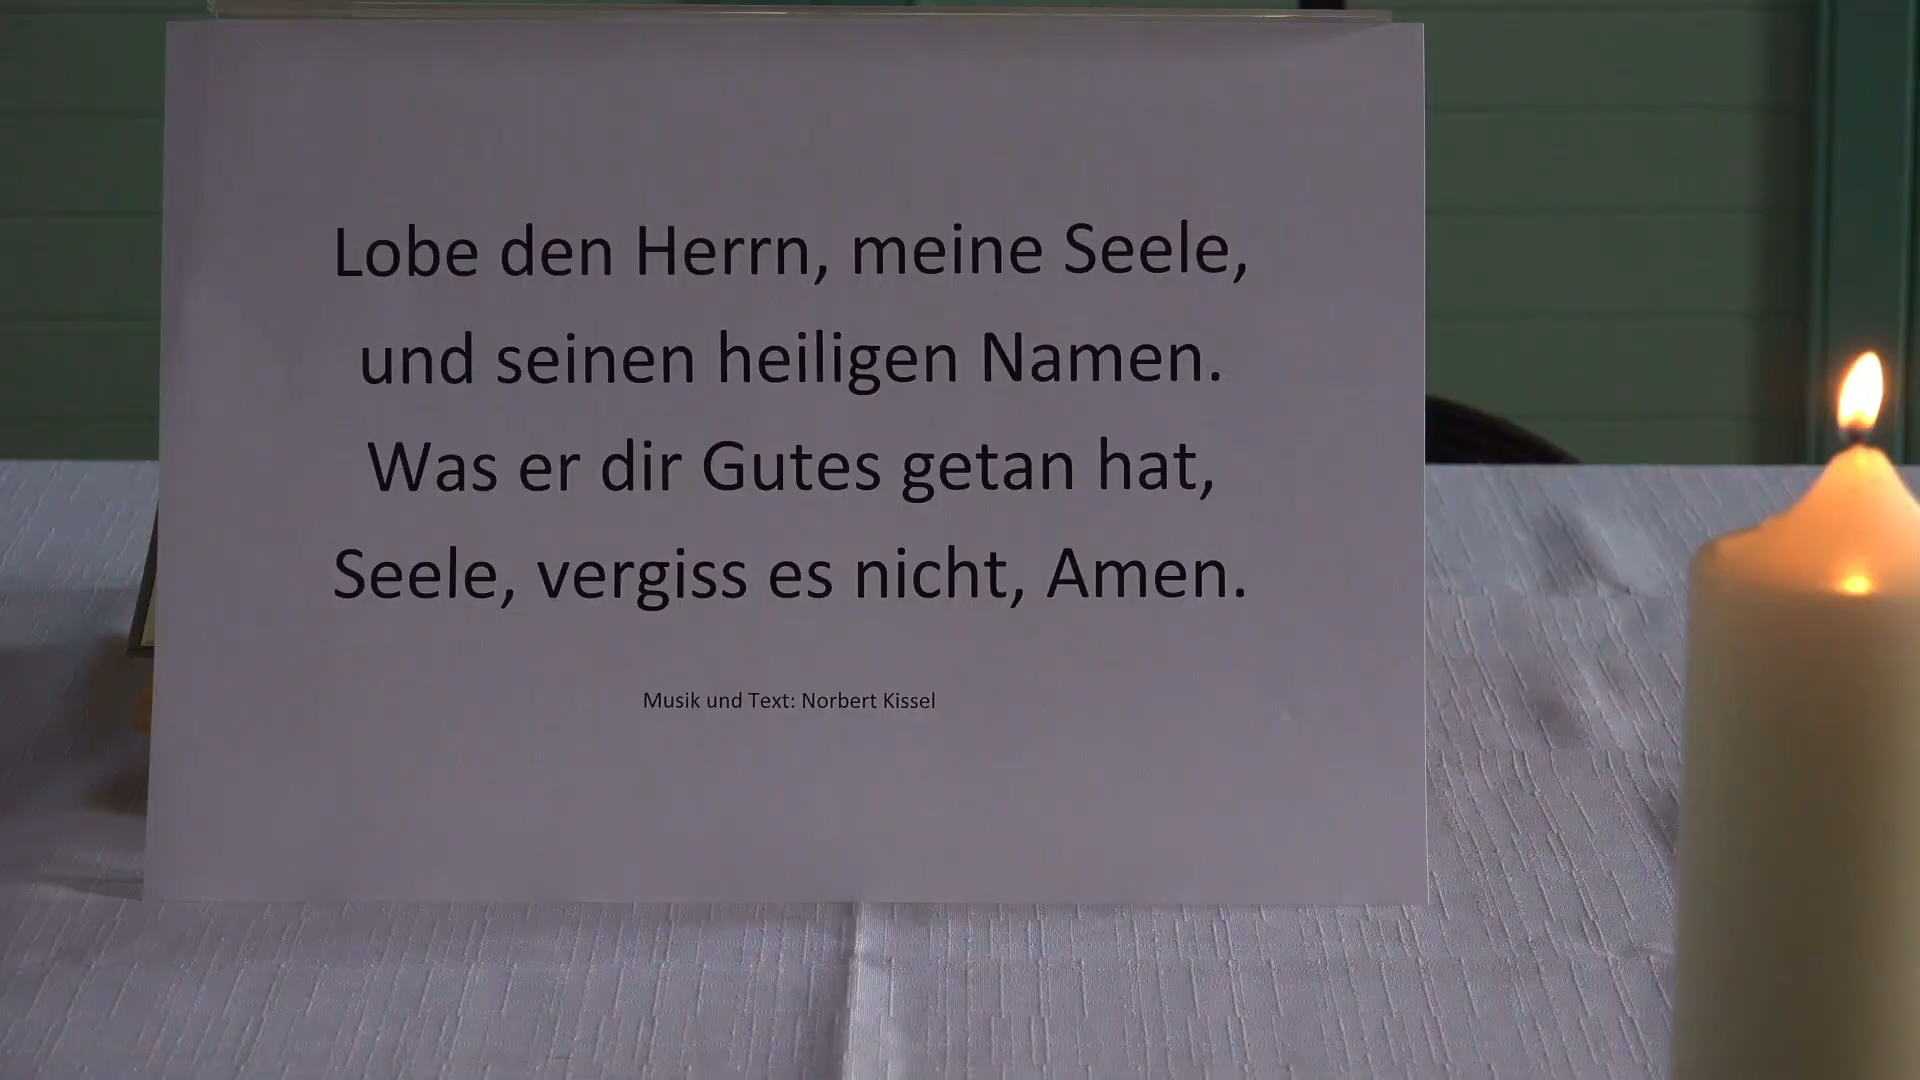 Lobe den Herrn, meine Seele,
und seinen heiligen Namen.
Was er dir Gutes getan hat,
Seele, vergiss es nicht, Amen.
Musik und Text: Norbert Kissel